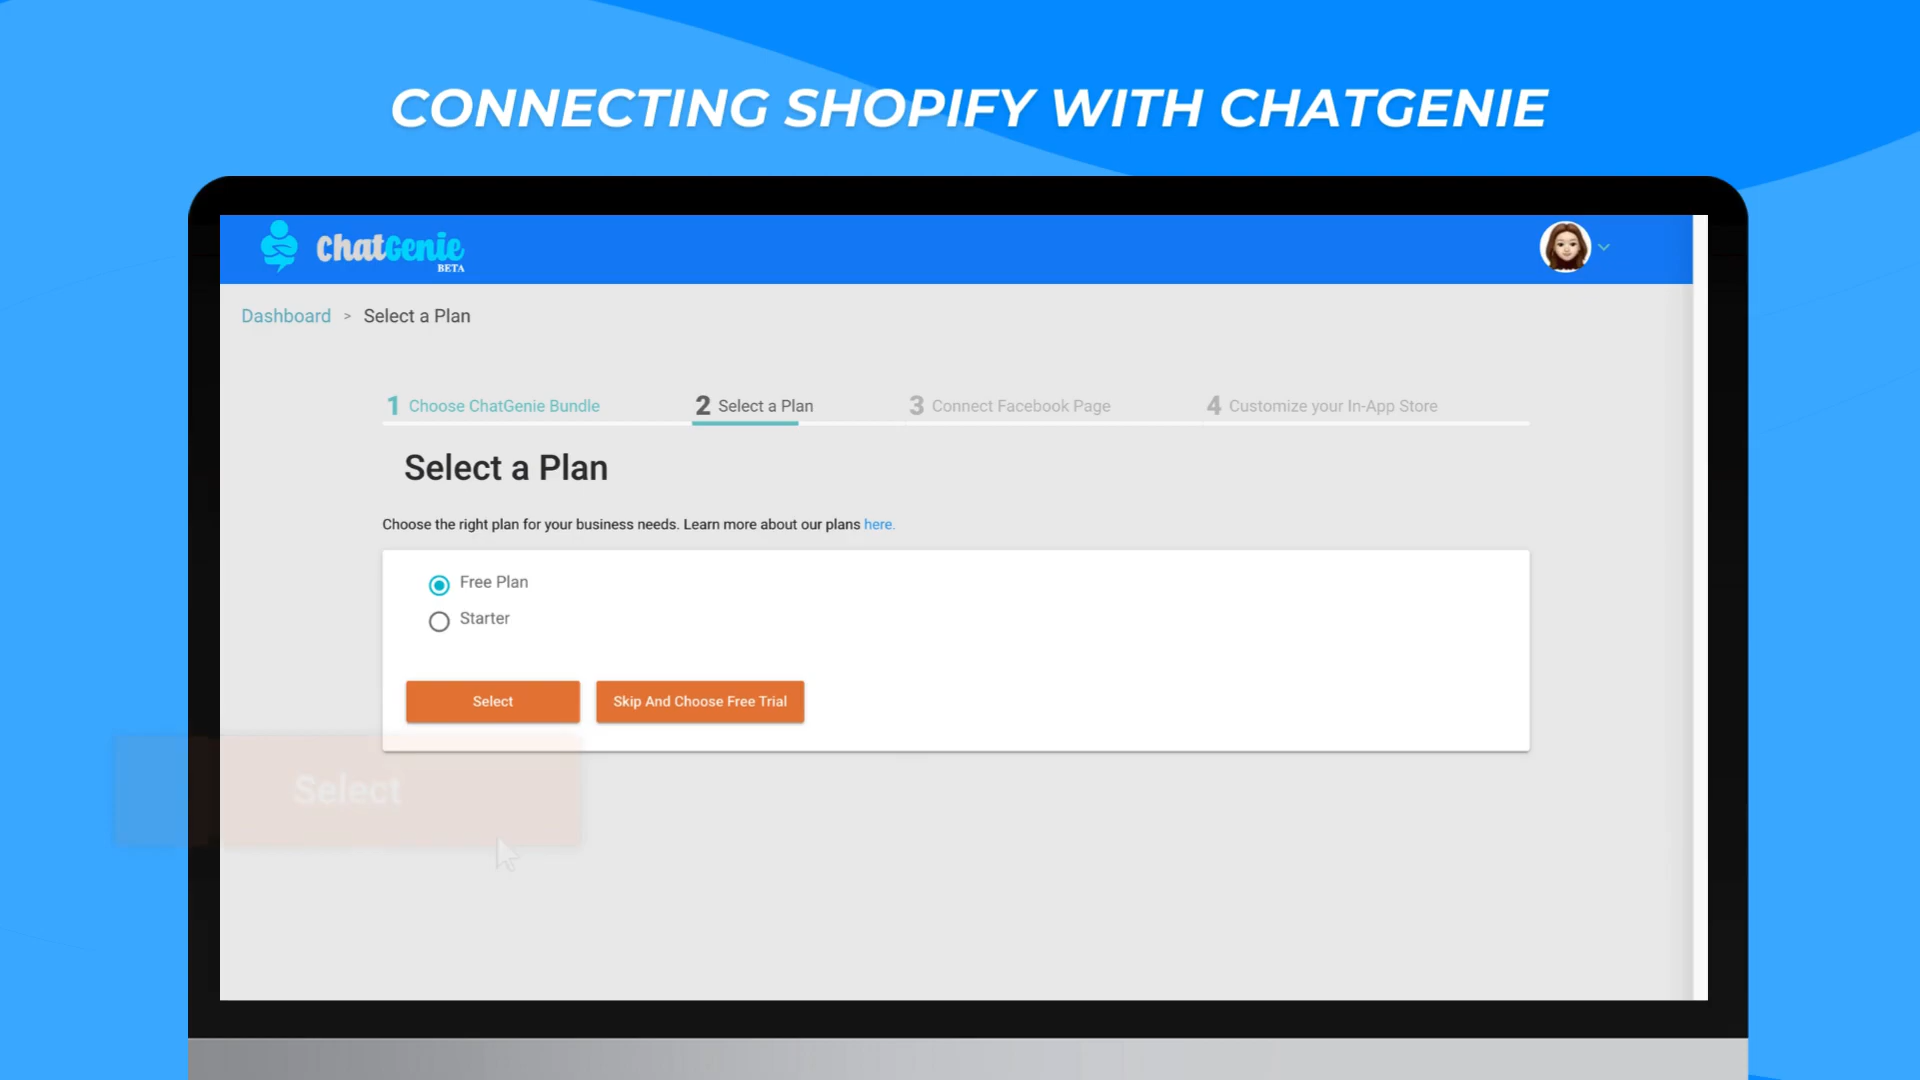 CONNECTING SHOPIFY WITH CHATGENIE
ChatGenie
BETA
Dashboard > Select a Plan
1 Choose ChatGenie Bundle 2 Select a Plan 3 Connect Facebook Page 4 Customize your In-App Store
Select a Plan
Choose the right plan for your business needs. Learn more about our plans here.
Free Plan
Starter
Select Skip And Choose Free Trial
Select